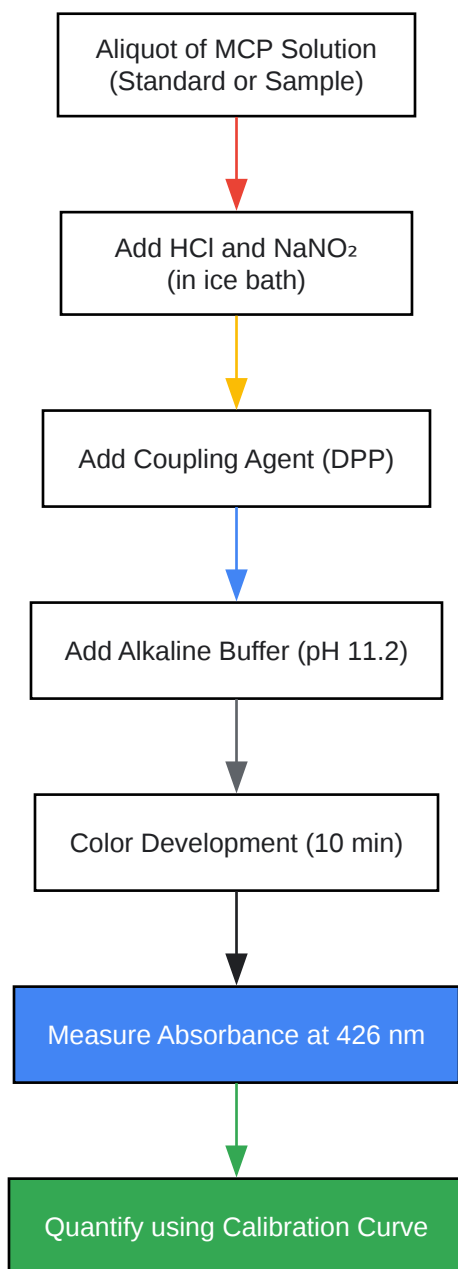 Aliquot of MCP Solution
(Standard or Sample)
Add HCl and NaNO₂
(in ice bath)
Add Coupling Agent (DPP)
Add Alkaline Buffer (pH 11.2)
Color Development (10 min)
Measure Absorbance at 426 nm
Quantify using Calibration Curve